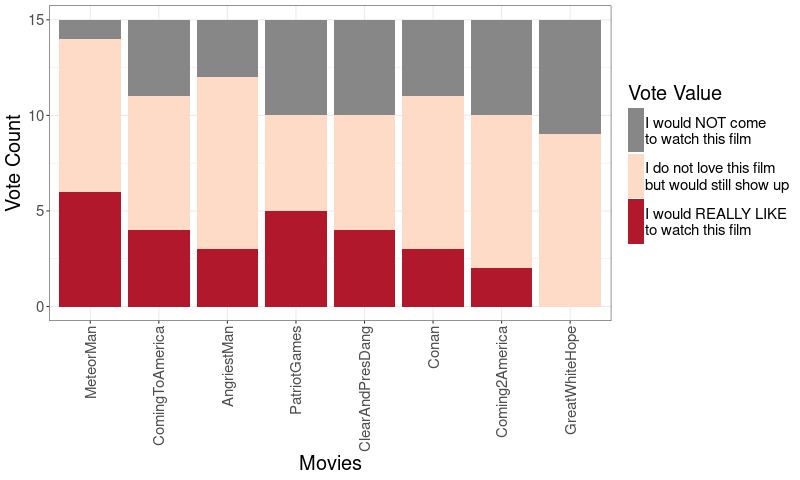 15
10
5
0
Vote Count
MeteorMan
ComingToAmerica
AngriestMan
PatriotGames
ClearAndPresDang
Conan
Coming2America
GreatWhiteHope
Movies
Vote Value
I would NOT come
to watch this film
I do not love this film
but would still show up
I would REALLY LIKE
to watch this film